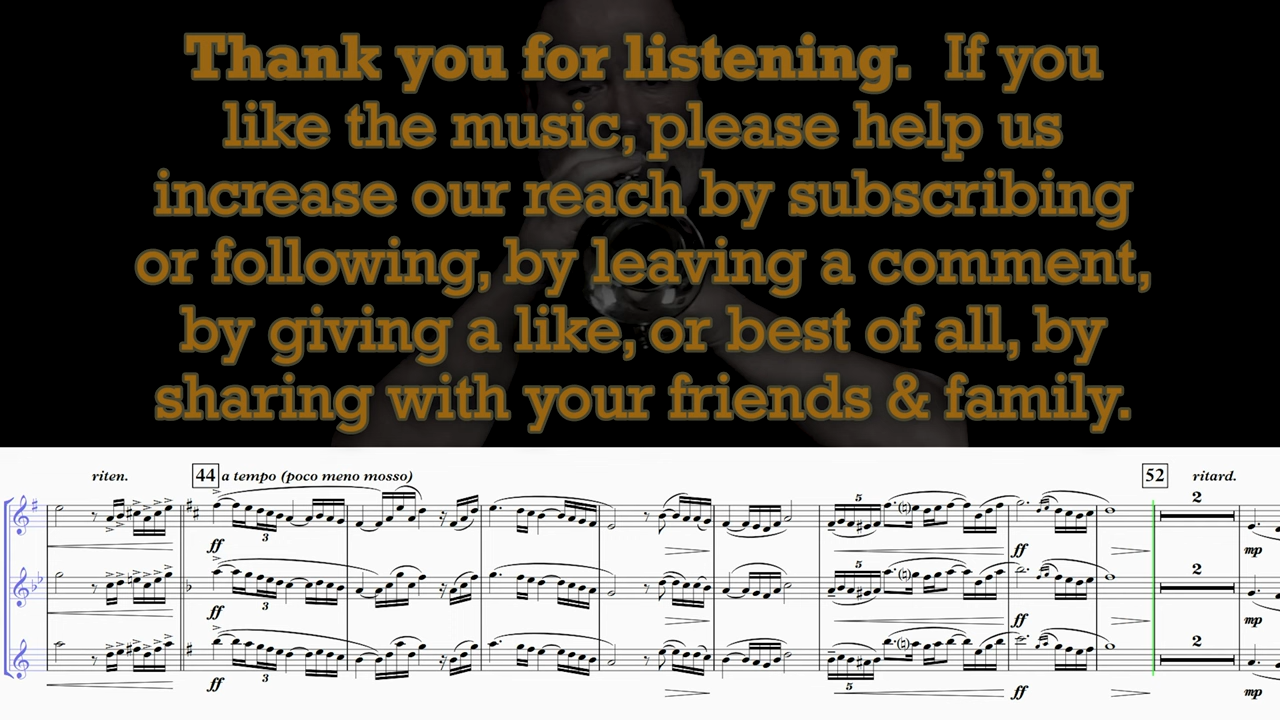 Thank you for listening. If you
like the music, please help us
increase our reach by subscribing
or following, by leaving a comment,
by giving a like, or best of all, by
sharing with your friends & family.
riten. 44 a tempo (poco meno mosso) 52 ritard.
5 2
3
ff ff mp
5 2
3
ff ff mp
2
3 5
ff ff mp